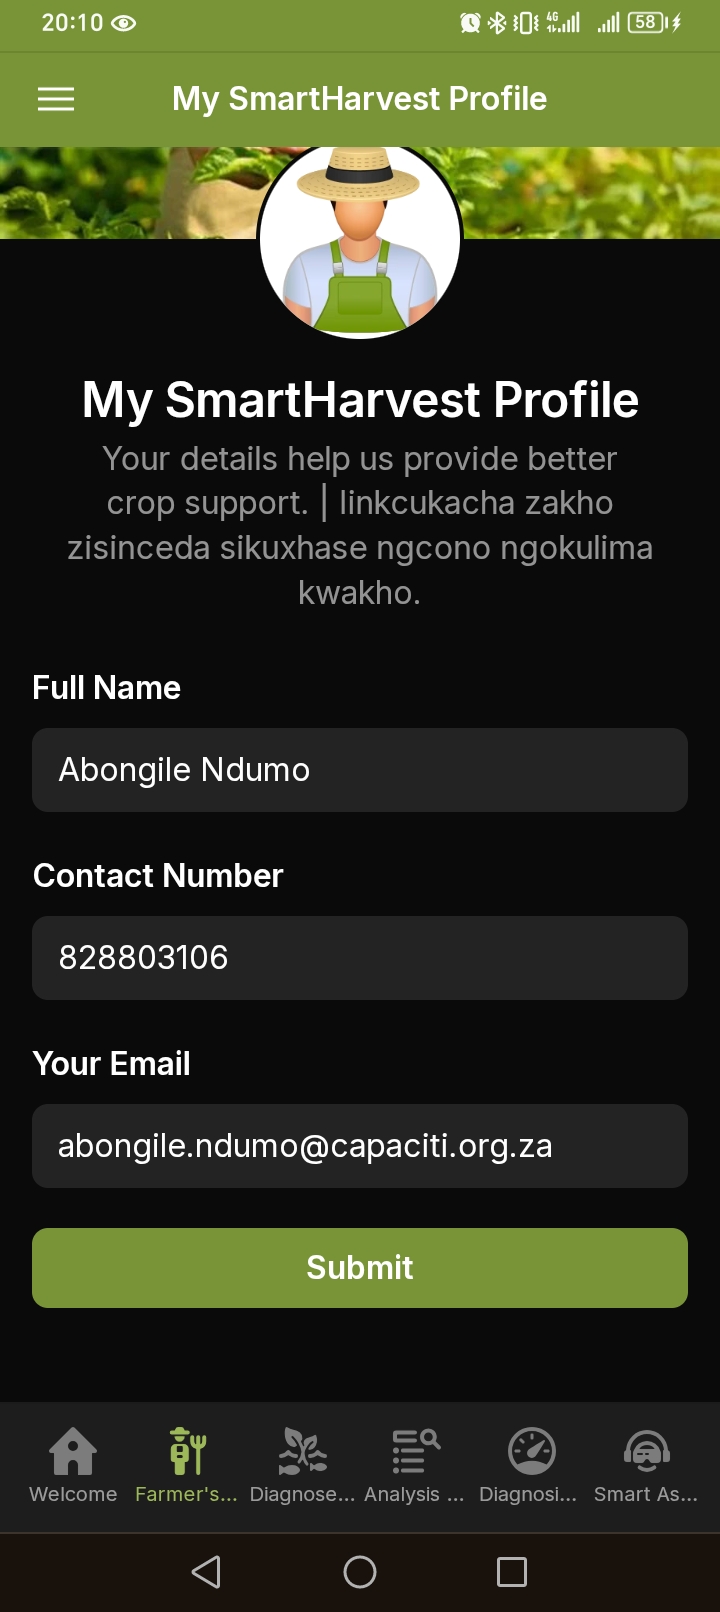 20:10
4G
58
My SmartHarvest Profile
My SmartHarvest Profile
Your details help us provide better
crop support. | linkcukacha zakho
zisinceda sikuxhase ngcono ngokulima
kwakho.
Full Name
Abongile Ndumo
Contact Number
828803106
Your Email
abongile.ndumo@capaciti.org.za
Submit
Welcome Farmer's... Diagnose... Analysis ... Diagnosi... Smart As...